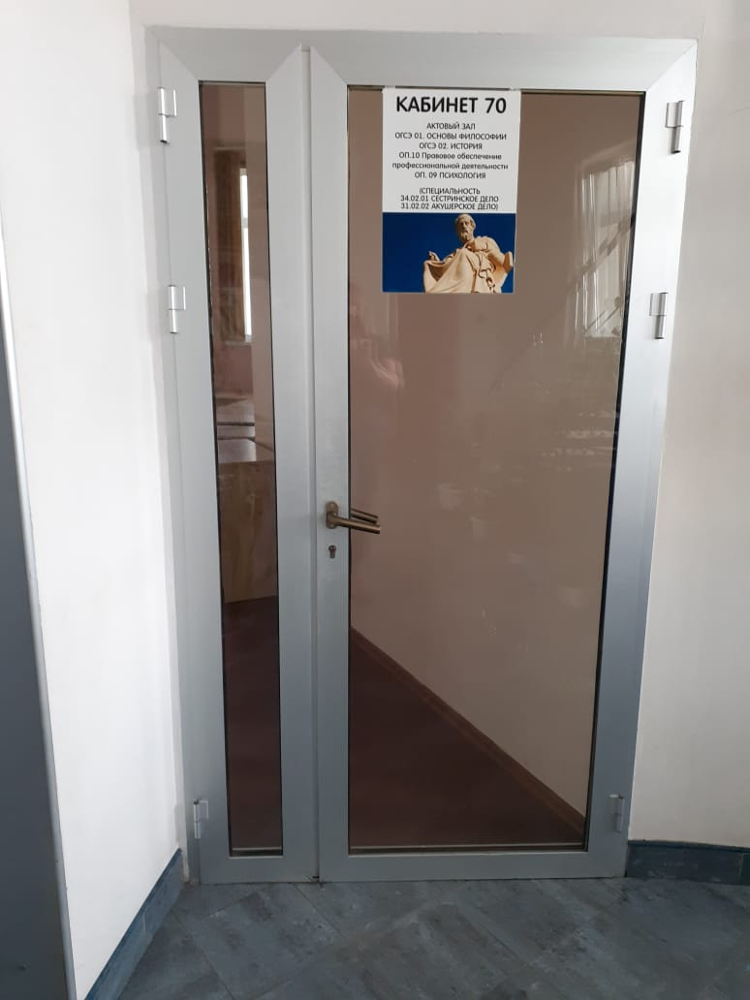 КАБИНЕТ 70
АКТОВЫЙ ЗАЛ
ОГСЭ 01. ОСНОВЫ ФИЛОСОФИИ
ОГСЭ 02. ИСТОРИЯ
ОП.10 Правовое обеспечение
профессиональной деятельности
ОП. 09 ПСИХОЛОГИЯ
(СПЕЦИАЛЬНОСТЬ
34.02.01 СЕСТРИНСКОЕ ДЕЛО
31.02.02 АКУШЕРСКОЕ ДЕЛО)